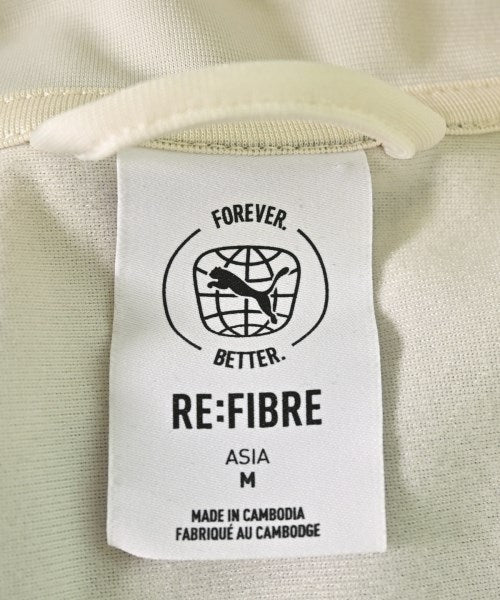 FOREVER.
BETTER.
RE:FIBRE
ASIA
M
MADE IN CAMBODIA
FABRIQUÉ AU CAMBODGE